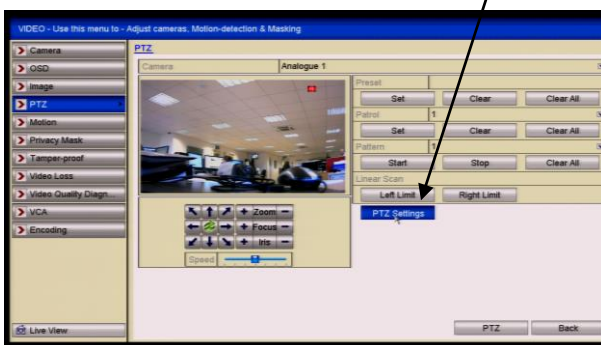 VIDEO - Use this menu to - Adjust cameras, Motion-detection & Masking
Camera
OSD
Image
PTZ
Motion
Privacy Mask
Tamper-proof
Video Loss
Video Quality Diagn...
VCA
Encoding
Live View
PTZ
Camera Analogue 1
Preset
Set Clear Clear All
Patrol 1
Set Clear Clear All
Pattern 1
Start Stop Clear All
Linear Scan
Left Limit Right Limit
PTZ Settings
+ Zoom −
+ Focus −
+ Iris −
Speed
PTZ Back